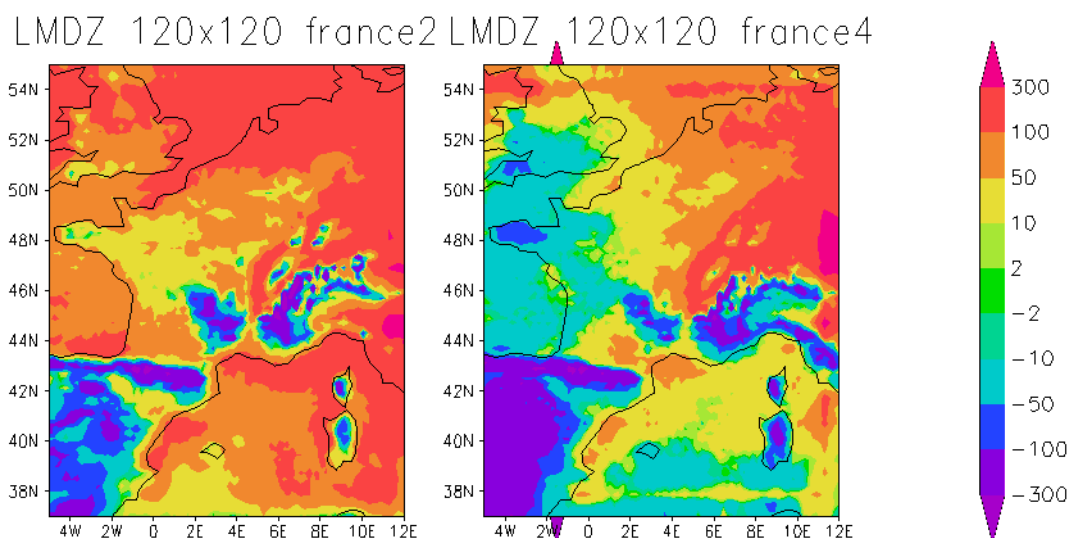 LMDZ 120x120 france2 LMDZ 120x120 france4
54N
52N
50N
48N
46N
44N
42N
40N
38N
4W 2W 0 2E 4E 6E 8E 10E 12E
54N
52N
50N
48N
46N
44N
42N
40N
38N
4W 2W 0 2E 4E 6E 8E 10E 12E
300
100
50
10
2
−2
−10
−50
−100
−300